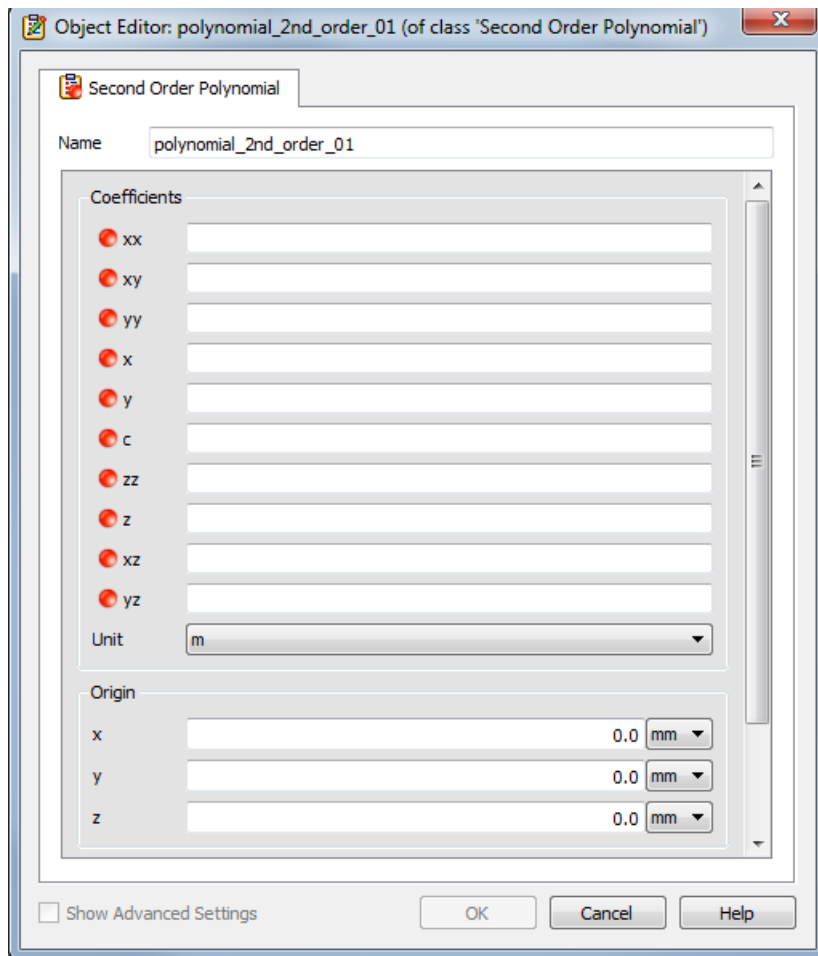 Object Editor: polynomial_2nd_order_01 (of class 'Second Order Polynomial')
Second Order Polynomial
Name polynomial_2nd_order_01
Coefficients
xx
xy
yy
x
y
c
zz
z
xz
yz
Unit m
Origin
x 0.0 mm
y 0.0 mm
z 0.0 mm
Show Advanced Settings OK Cancel Help